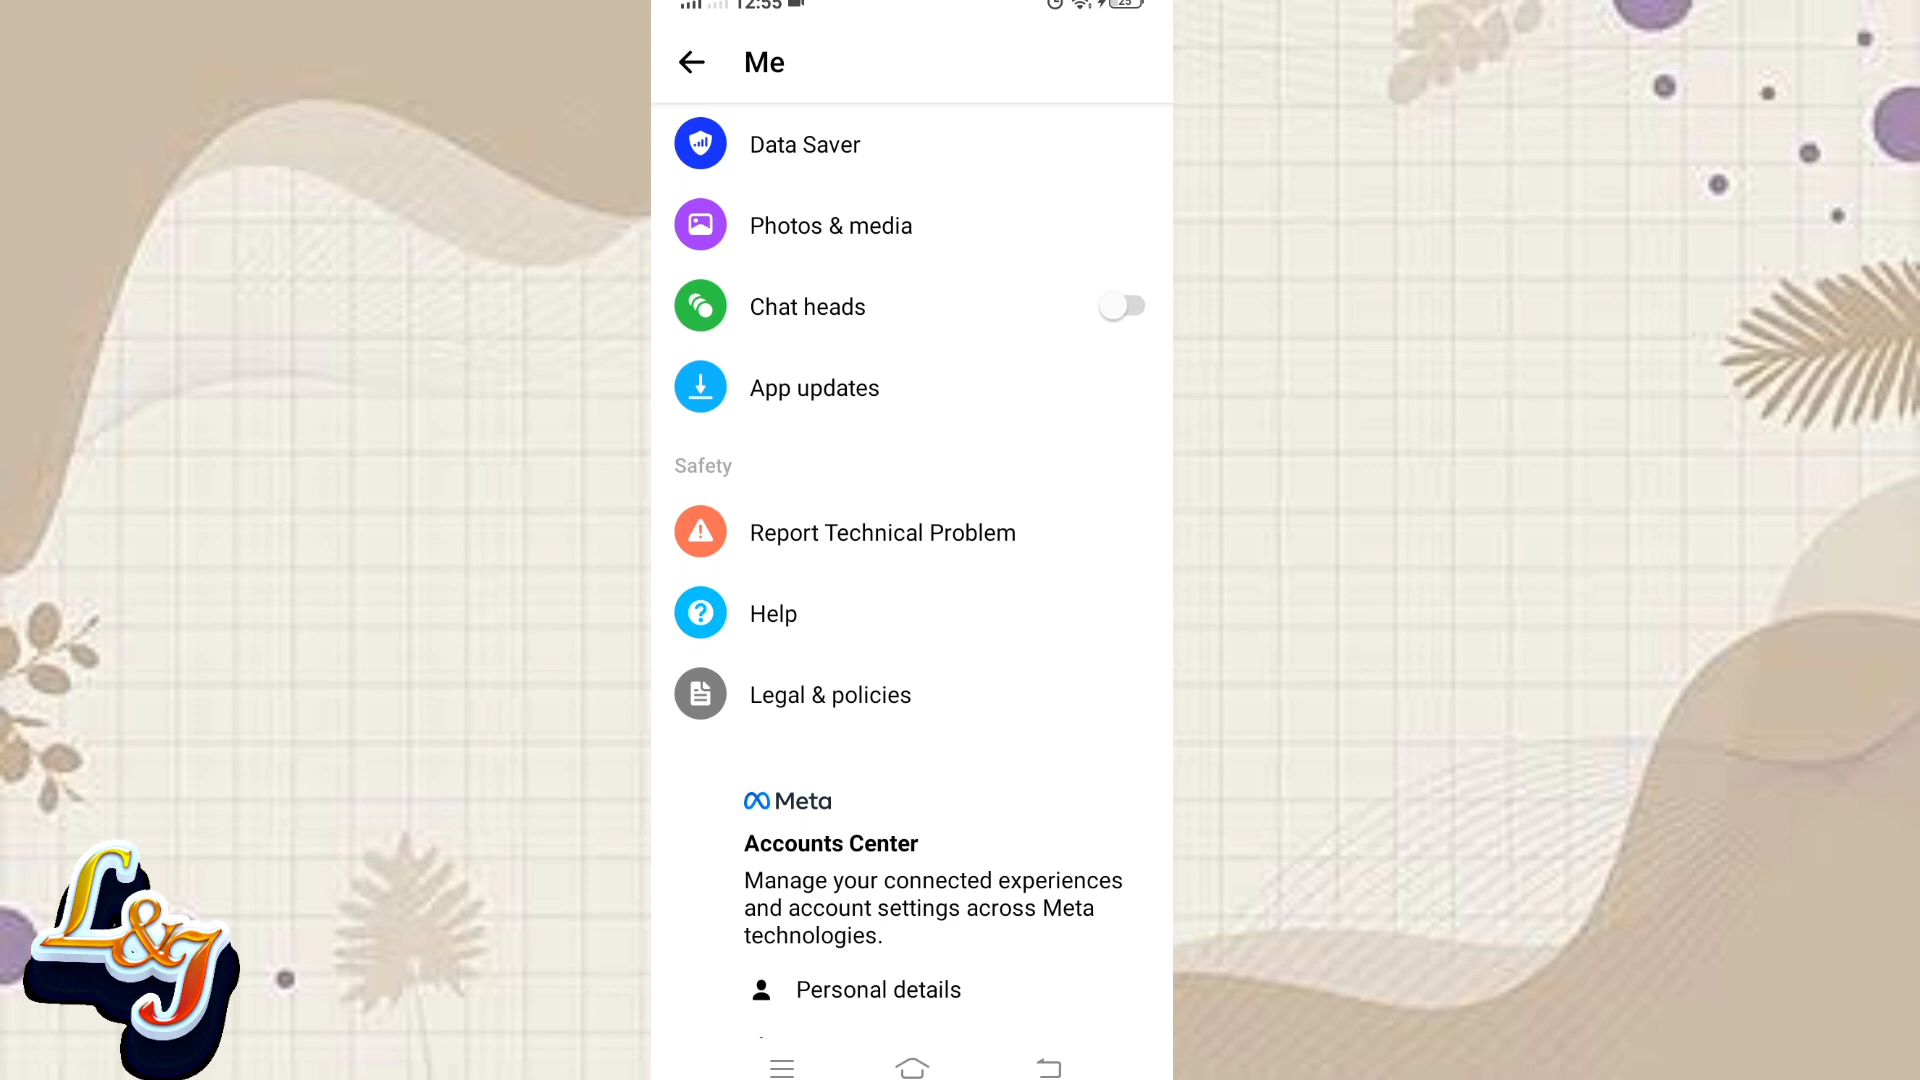 12:55
25
Me
Data Saver
Photos & media
Chat heads
App updates
Safety
Report Technical Problem
Help
Legal & policies
Meta
Accounts Center
Manage your connected experiences
and account settings across Meta
technologies.
Personal details
L&J